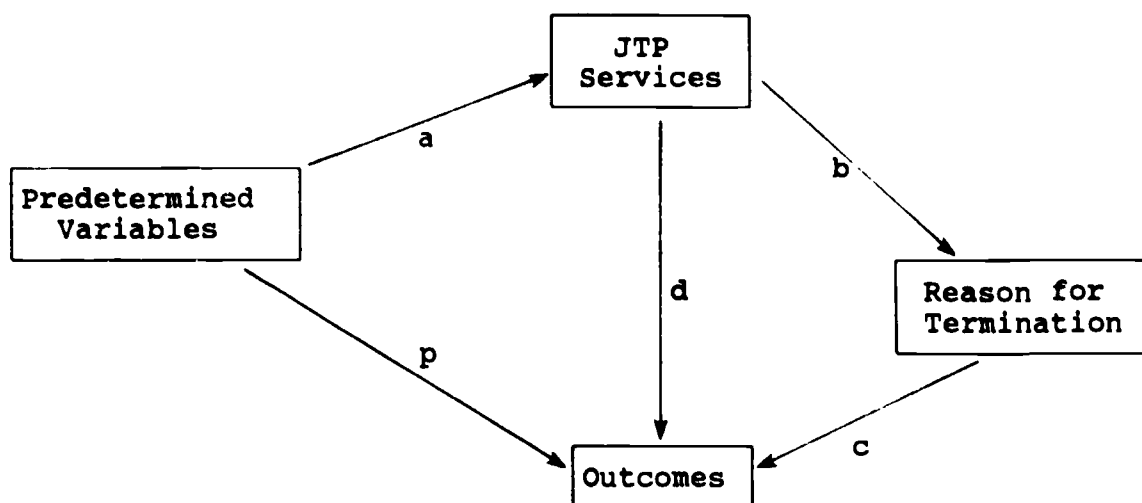 JTP
Services
a
b
Predetermined
Variables
d
Reason for
Termination
p
c
Outcomes